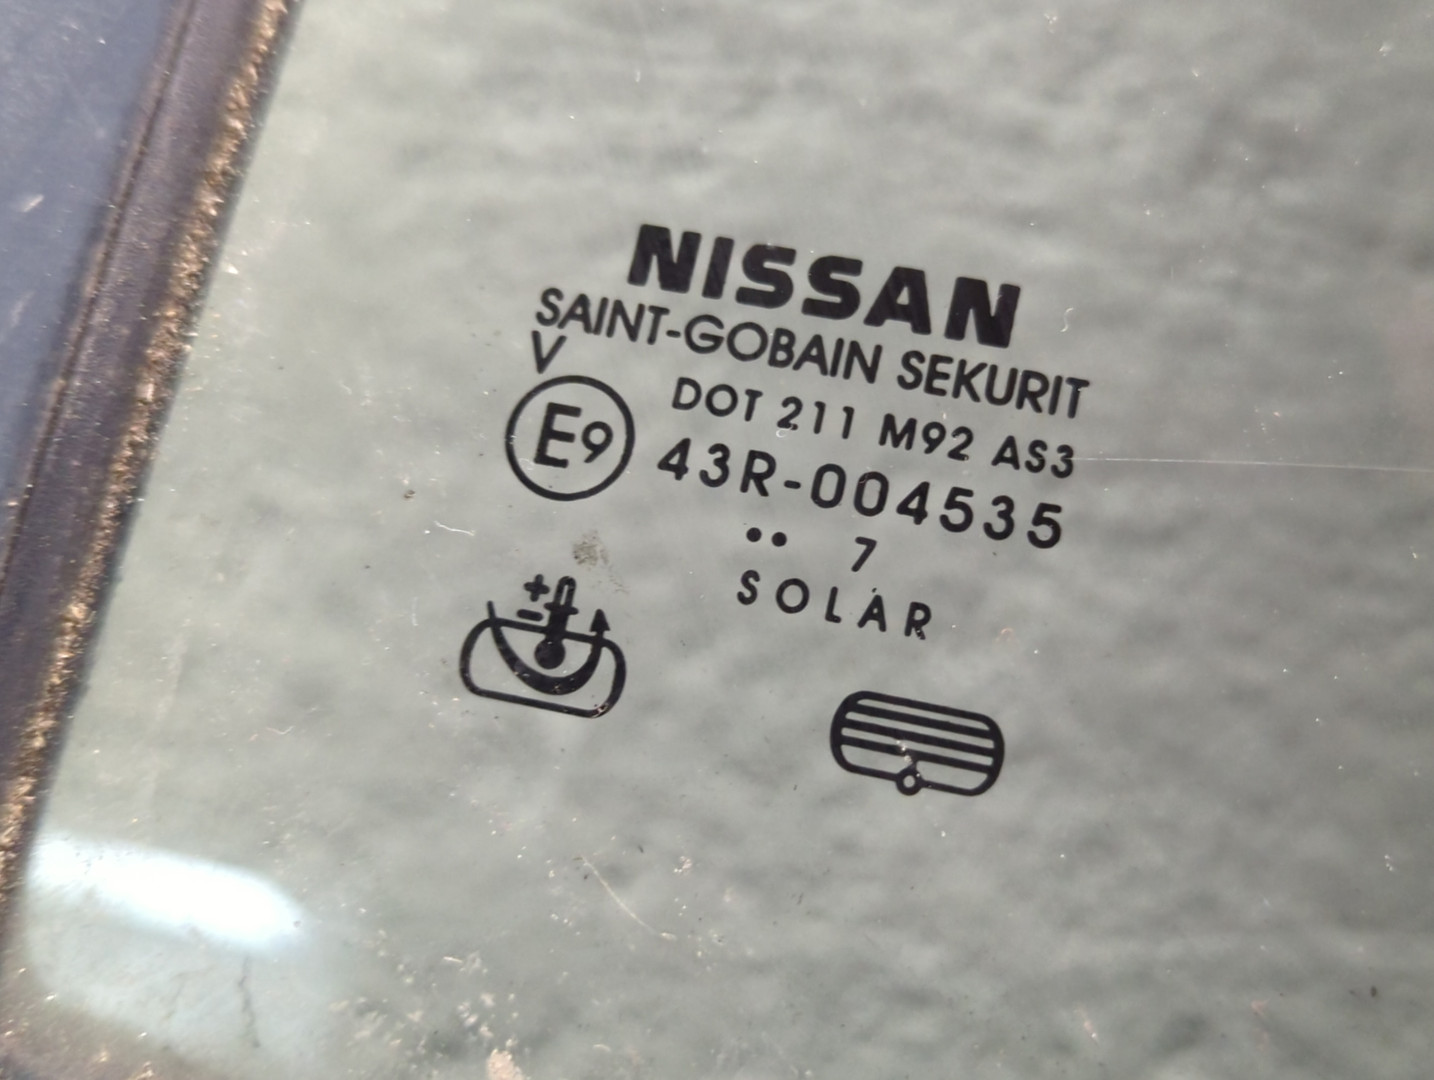 NISSAN
SAINT-GOBAIN SEKURIT
V
DOT 211 M92 AS3
E9 43R-004535
•• 7
SOLAR